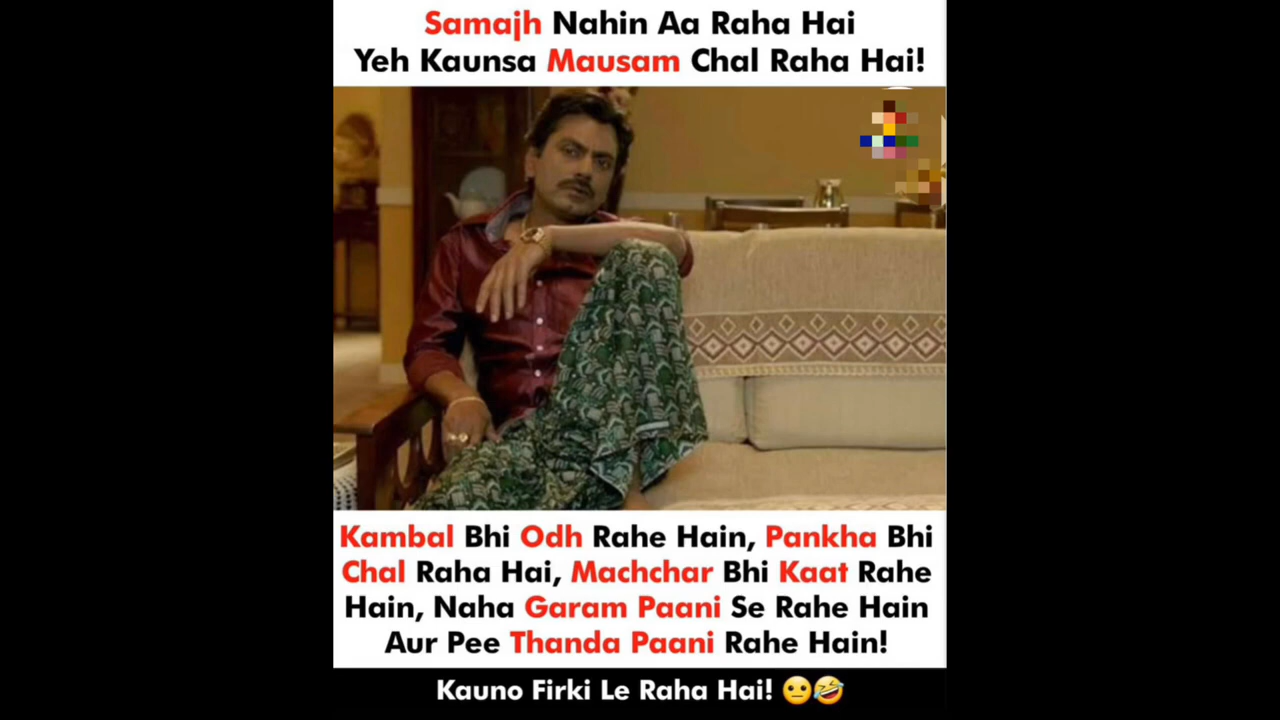 Samajh Nahin Aa Raha Hai
Yeh Kaunsa Mausam Chal Raha Hai!
Kambal Bhi Odh Rahe Hain, Pankha Bhi
Chal Raha Hai, Machchar Bhi Kaat Rahe
Hain, Naha Garam Paani Se Rahe Hain
Aur Pee Thanda Paani Rahe Hain!
Kauno Firki Le Raha Hai! 😐🤣